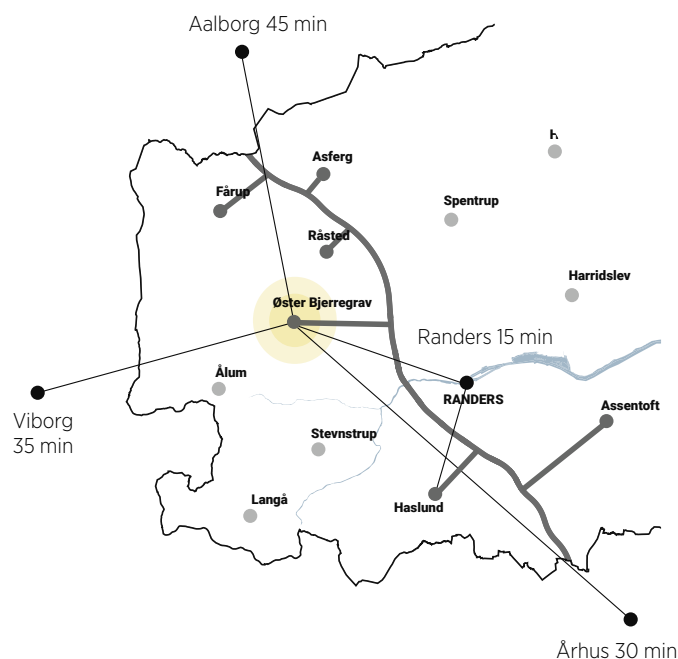 Aalborg 45 min
Asferg
Fårup
Spentrup
Råsted
Harridslev
Øster Bjerregrav
Randers 15 min
Ålum
RANDERS
Assentoft
Viborg
35 min
Stevnstrup
Langå
Haslund
Århus 30 min